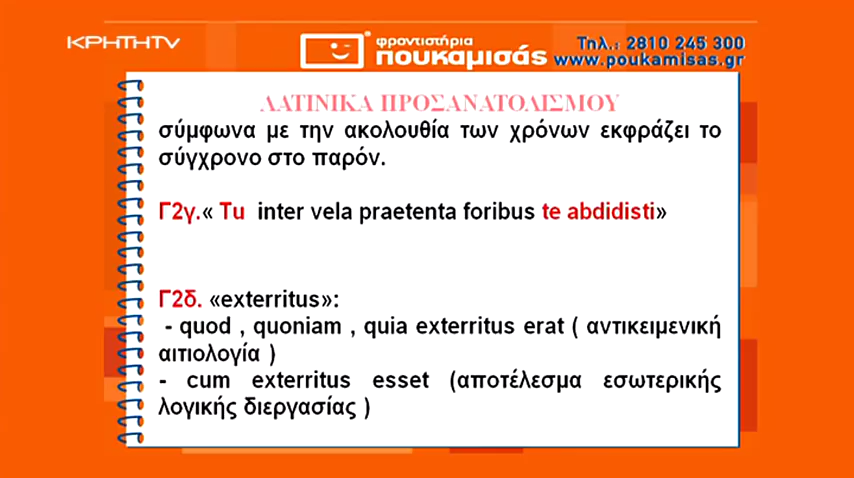 ΚΡΗΤΗTV
φροντιστήρια
πουκαμισάς®
Τηλ.: 2810 245 300
www.poukamisas.gr
ΛΑΤΙΝΙΚΑ ΠΡΟΣΑΝΑΤΟΛΙΣΜΟΥ
σύμφωνα με την ακολουθία των χρόνων εκφράζει το
σύγχρονο στο παρόν.
Γ2γ.« Tu inter vela praetenta foribus te abdidisti»
Γ2δ. «exterritus»:
- quod , quoniam , quia exterritus erat ( αντικειμενική
αιτιολογία )
- cum exterritus esset (αποτέλεσμα εσωτερικής
λογικής διεργασίας )